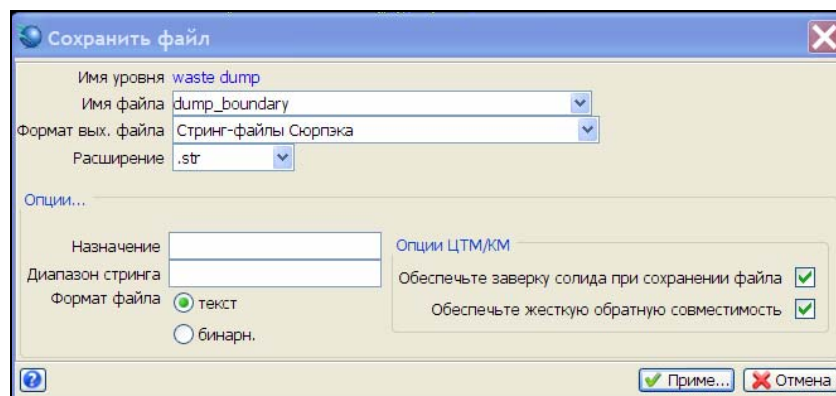 Сохранить файл
Имя уровня waste dump
Имя файла dump_boundary
Формат вых. файла Стринг-файлы Сюрпэка
Расширение .str
Опции...
Назначение
Диапазон стринга
Формат файла текст
бинарн.
Опции ЦТМ/КМ
Обеспечьте заверку солида при сохранении файла
Обеспечьте жесткую обратную совместимость
? Приме... Отмена